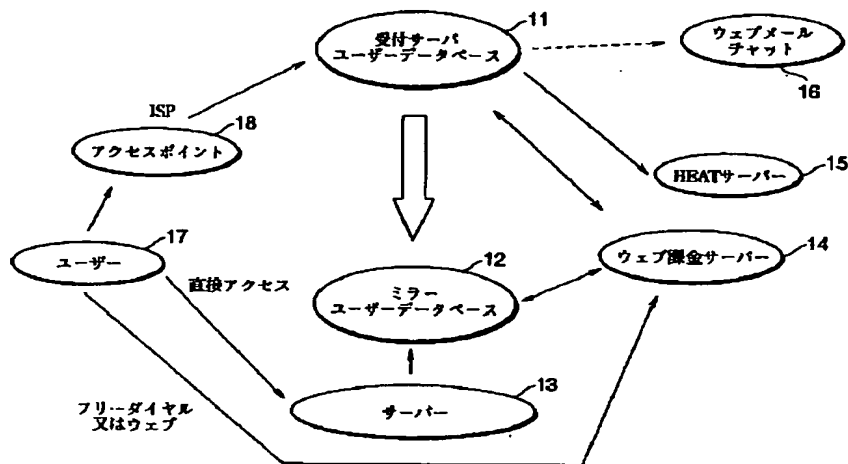 11
受付サーバ
ユーザーデータベース
ウェブメール
チャット
16
ISP
18
アクセスポイント
HEATサーバー
15
17
ユーザー
直接アクセス
12
ミラー
ユーザーデータベース
ウェブ課金サーバー
14
13
サーバー
フリーダイヤル
又はウェブ